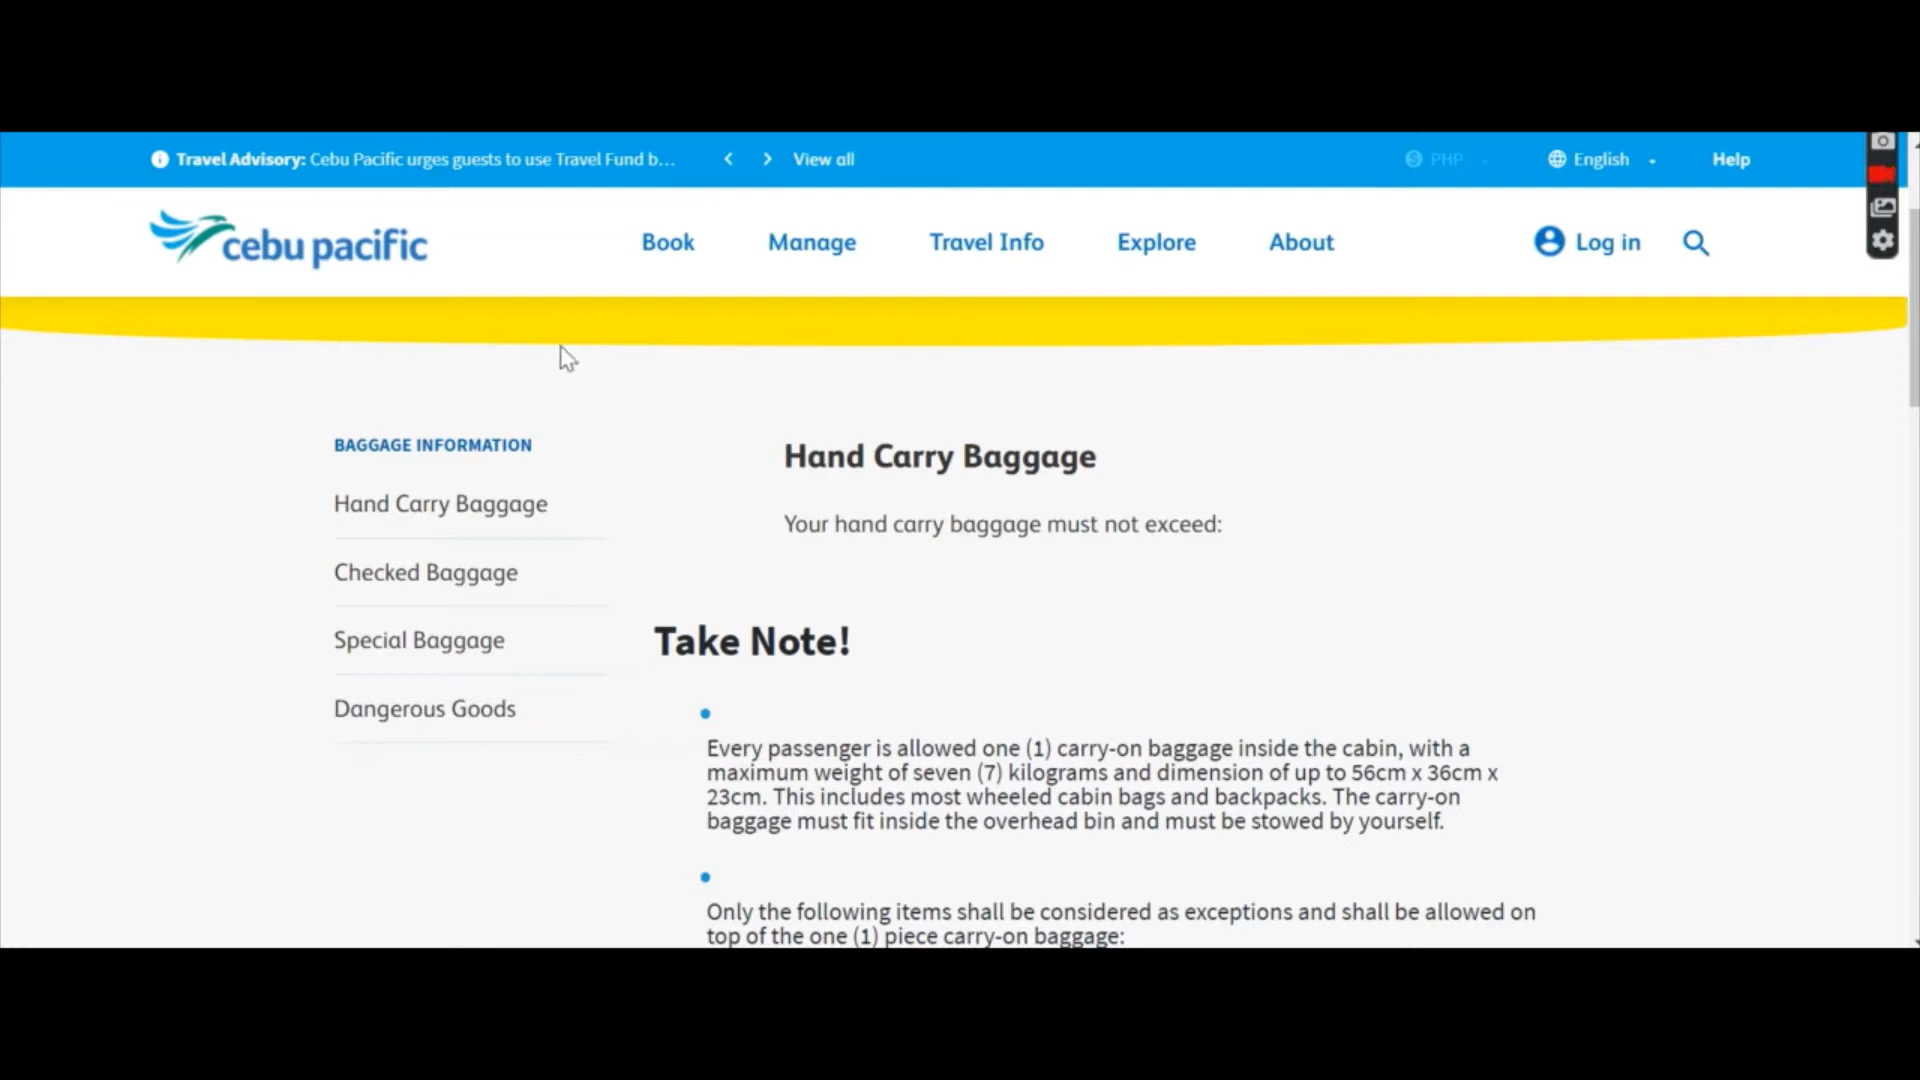 Travel Advisory: Cebu Pacific urges guests to use Travel Fund b...
View all
PHP
English
Help
cebu pacific
Book
Manage
Travel Info
Explore
About
Log in
BAGGAGE INFORMATION
Hand Carry Baggage
Checked Baggage
Special Baggage
Dangerous Goods
Hand Carry Baggage
Your hand carry baggage must not exceed:
Take Note!
Every passenger is allowed one (1) carry-on baggage inside the cabin, with a
maximum weight of seven (7) kilograms and dimension of up to 56cm x 36cm x
23cm. This includes most wheeled cabin bags and backpacks. The carry-on
baggage must fit inside the overhead bin and must be stowed by yourself.
Only the following items shall be considered as exceptions and shall be allowed on
top of the one (1) piece carry-on baggage: